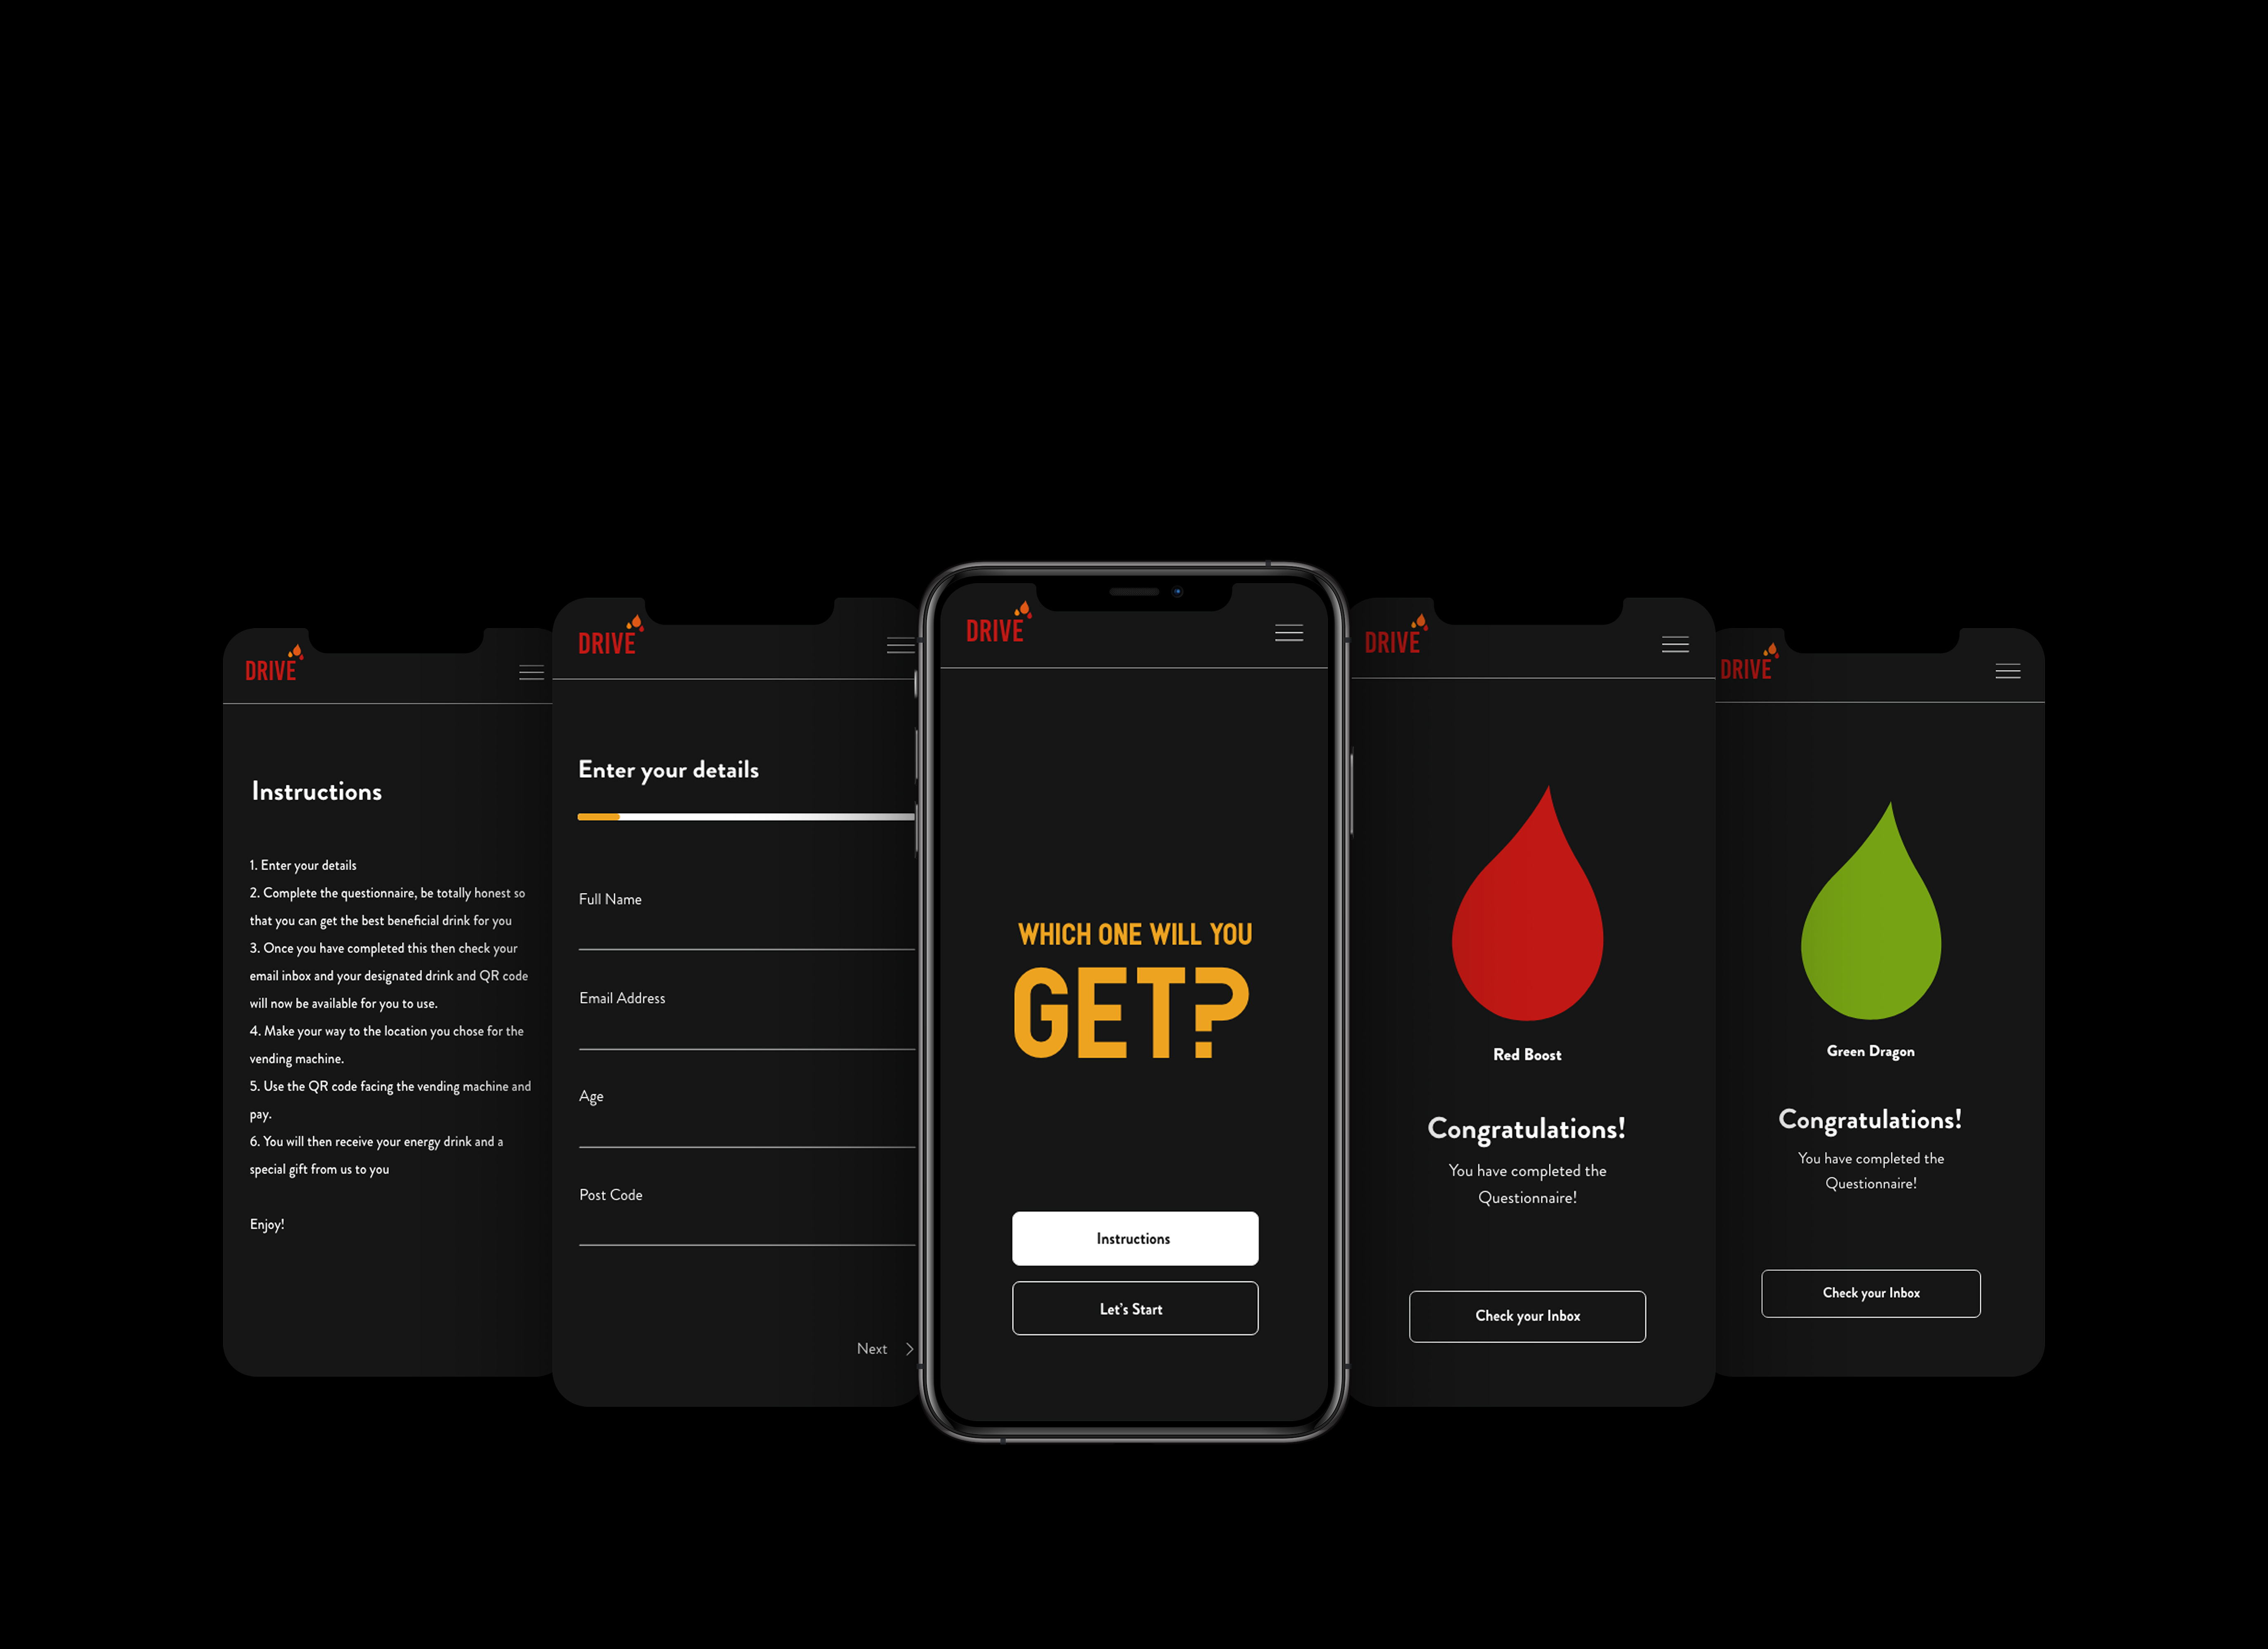 DRIVE
Instructions
1. Enter your details
2. Complete the questionnaire, be totally honest so
that you can get the best beneficial drink for you
3. Once you have completed this then check your
email inbox and your designated drink and QR code
will now be available for you to use.
4. Make your way to the location you chose for the
vending machine.
5. Use the QR code facing the vending machine and
pay.
6. You will then receive your energy drink and a
special gift from us to you
Enjoy!
DRIVE
Enter your details
Full Name
Email Address
Age
Post Code
Next
DRIVE
WHICH ONE WILL YOU
GET?
Instructions
Let's Start
DRIVE
Red Boost
Congratulations!
You have completed the
Questionnaire!
Check your Inbox
DRIVE
Green Dragon
Congratulations!
You have completed the
Questionnaire!
Check your Inbox